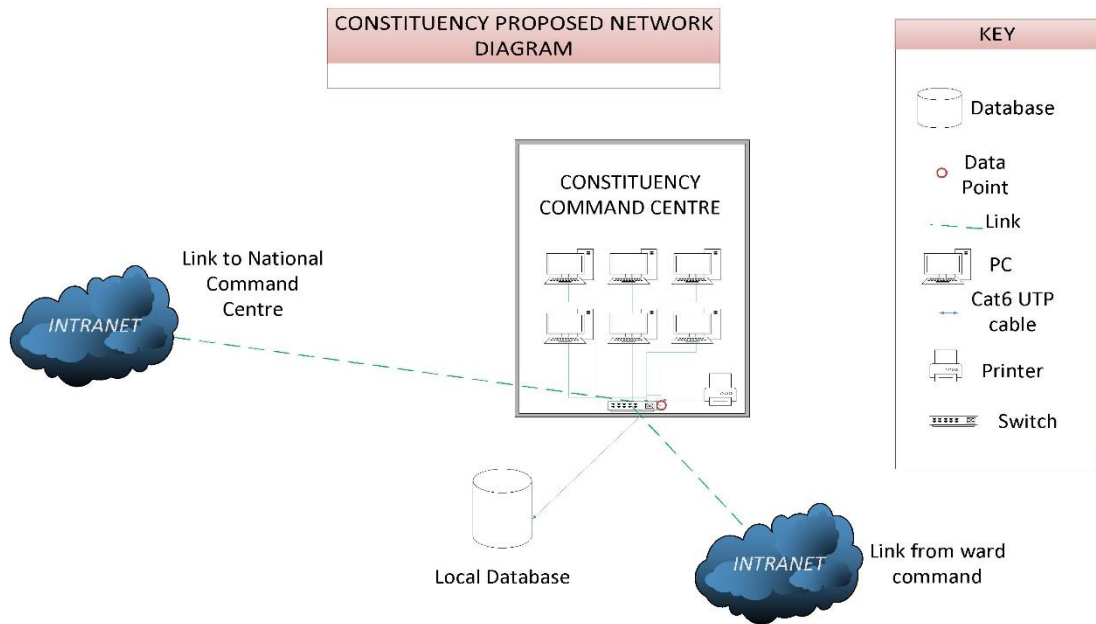 CONSTITUENCY PROPOSED NETWORK
DIAGRAM
KEY
Database
Data
Point
Link
PC
Cat6 UTP
cable
Printer
Switch
CONSTITUENCY
COMMAND CENTRE
Link to National
Command
Centre
INTRANET
Local Database
INTRANET
Link from ward
command